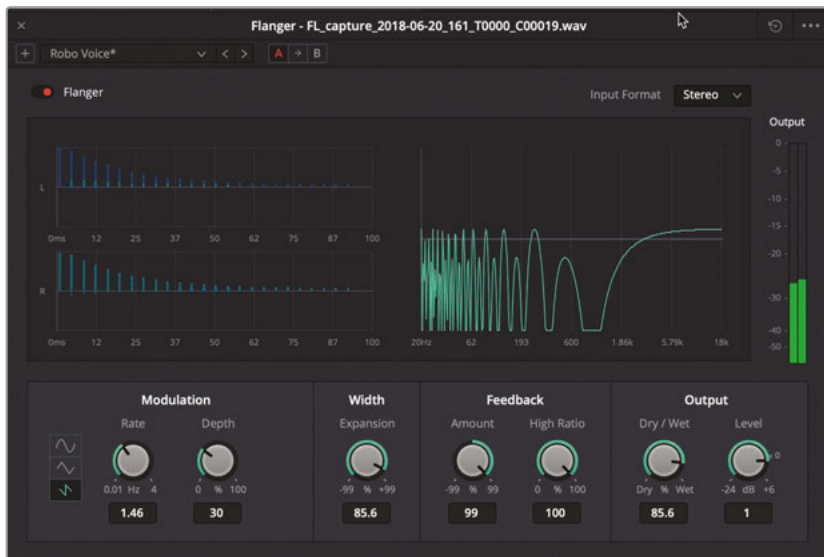 Flanger - FL_capture_2018-06-20_161_T0000_C00019.wav
Robo Voice*
A
B
Flanger
Input Format
Stereo
Output
L
0ms 12 25 37 50 62 75 87 100
R
0ms 12 25 37 50 62 75 87 100
20Hz 62 193 600 1.86k 5.79k 18k
0
-5
-10
-15
-20
-30
-40
-50
Modulation
Rate
0.01 Hz 4
1.46
Depth
0 % 100
30
Width
Expansion
-99 % +99
85.6
Feedback
Amount
-99 % 99
99
High Ratio
0 % 100
100
Output
Dry / Wet
Dry % Wet
85.6
Level
0
-24 dB +6
1